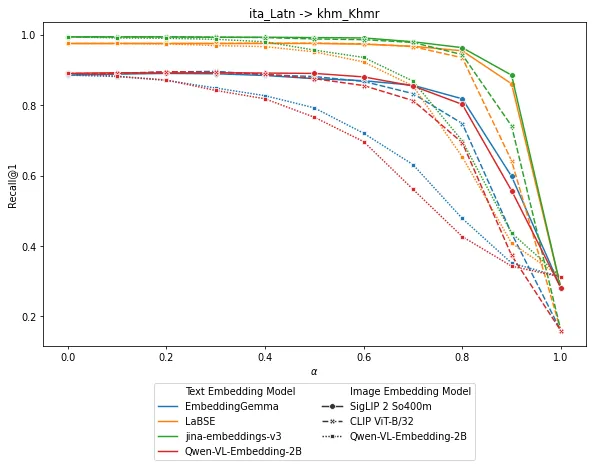 ita_Latn -> khm_Khmr
1.0
0.8
0.6
0.4
0.2
Recall@1
0.0 0.2 0.4 0.6 0.8 1.0
α
Text Embedding Model Image Embedding Model
EmbeddingGemma SigLIP 2 So400m
LaBSE CLIP ViT-B/32
jina-embeddings-v3 Qwen-VL-Embedding-2B
Qwen-VL-Embedding-2B